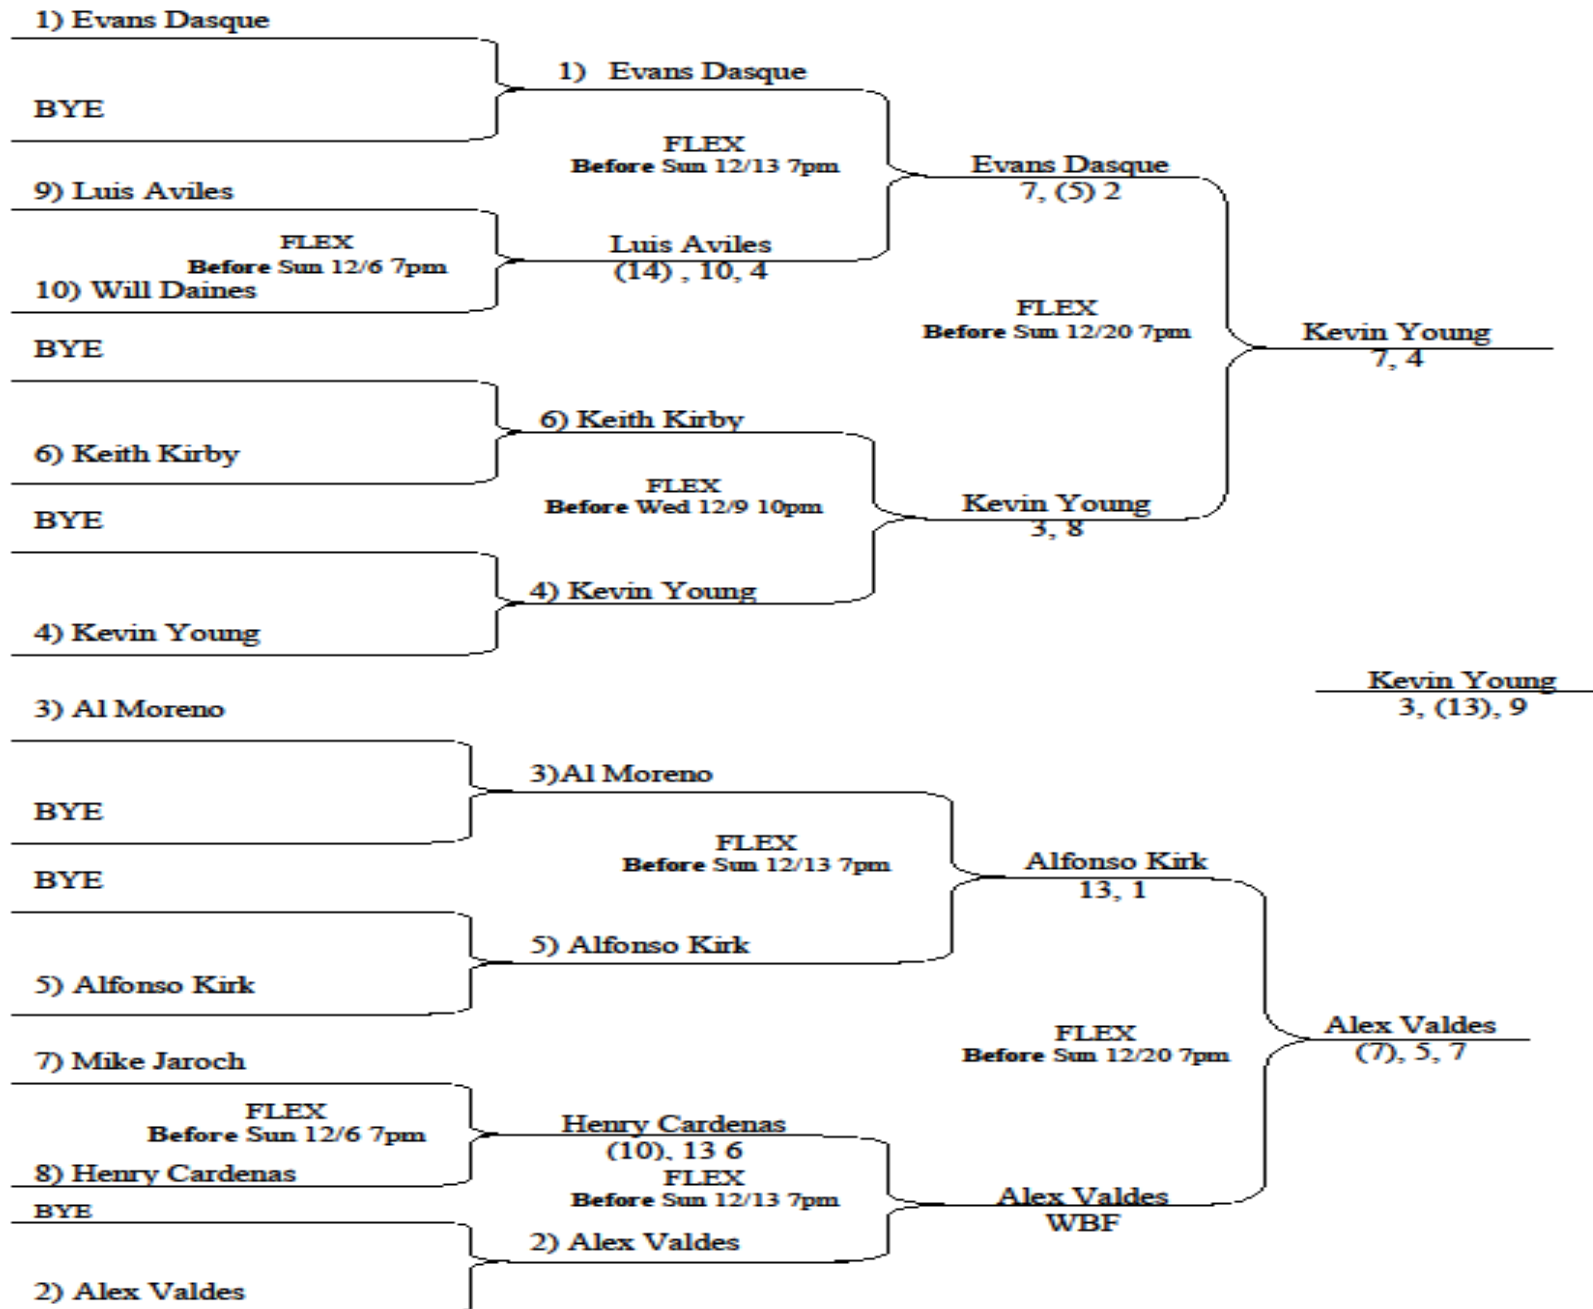 1) Evans Dasque
1) Evans Dasque
BYE
FLEX
Before Sun 12/13 7pm
Evans Dasque
7, (5) 2
9) Luis Aviles
FLEX
Before Sun 12/6 7pm
Luis Aviles
(14) , 10, 4
10) Will Daines
FLEX
Before Sun 12/20 7pm
Kevin Young
7, 4
BYE
6) Keith Kirby
6) Keith Kirby
FLEX
Before Wed 12/9 10pm
Kevin Young
3, 8
BYE
4) Kevin Young
4) Kevin Young
Kevin Young
3, (13), 9
3) Al Moreno
3)Al Moreno
BYE
FLEX
Before Sun 12/13 7pm
Alfonso Kirk
13, 1
BYE
5) Alfonso Kirk
5) Alfonso Kirk
FLEX
Before Sun 12/20 7pm
Alex Valdes
(7), 5, 7
7) Mike Jaroch
FLEX
Before Sun 12/6 7pm
Henry Cardenas
(10), 13 6
8) Henry Cardenas
FLEX
Before Sun 12/13 7pm
Alex Valdes
WBF
BYE
2) Alex Valdes
2) Alex Valdes